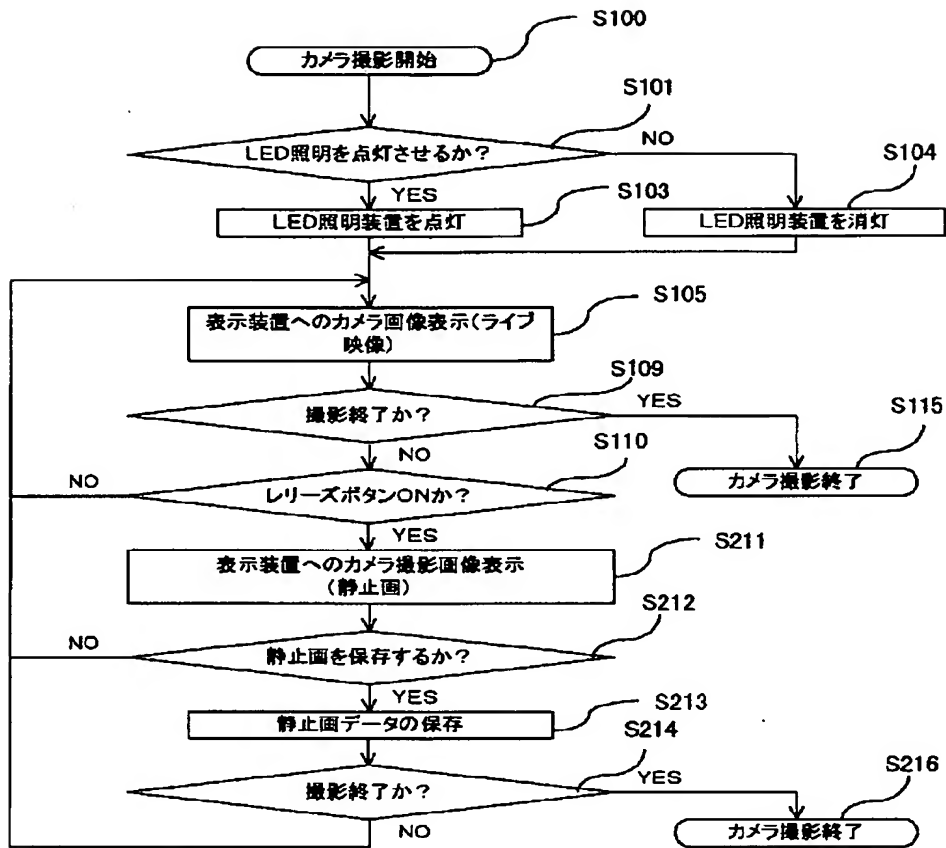 S100
カメラ撮影開始
S101
LED照明を点灯させるか？
NO
YES
S103
S104
LED照明装置を点灯
LED照明装置を消灯
S105
表示装置へのカメラ画像表示(ライブ
映像)
S109
撮影終了か？
YES
S115
NO
S110
カメラ撮影終了
NO
レリーズボタンONか？
YES
S211
表示装置へのカメラ撮影画像表示
(静止画)
S212
NO
静止画を保存するか？
YES
S213
静止画データの保存
S214
撮影終了か？
YES
S216
NO
カメラ撮影終了